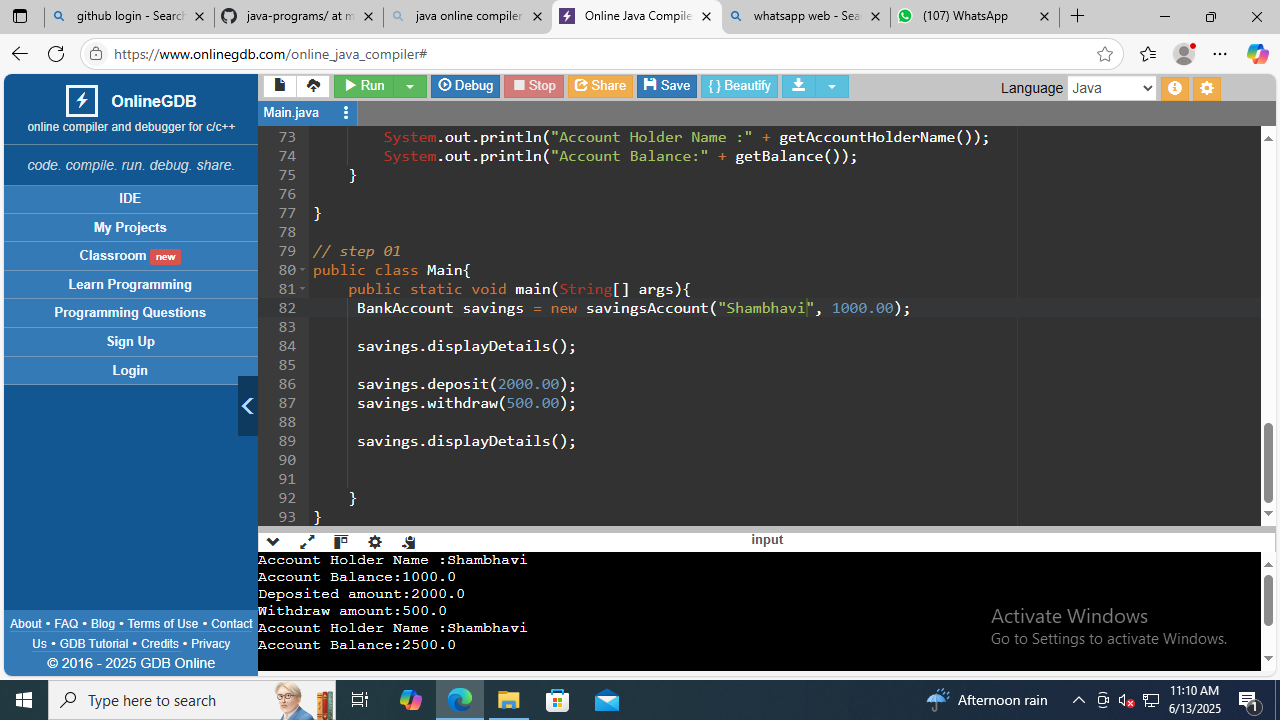 github login - Searc
java-programs/ at m
java online compiler
Online Java Compile
whatsapp web - Sea
(107) WhatsApp
https://www.onlinegdb.com/online_java_compiler#
OnlineGDB
online compiler and debugger for c/c++
code. compile. run. debug. share.
IDE
My Projects
Classroom new
Learn Programming
Programming Questions
Sign Up
Login
About • FAQ • Blog • Terms of Use • Contact
Us • GDB Tutorial • Credits • Privacy
© 2016 - 2025 GDB Online
Run Debug Stop Share Save { } Beautify Language Java
Main.java
73 System.out.println("Account Holder Name :" + getAccountHolderName());
74 System.out.println("Account Balance:" + getBalance());
75 }
76
77 }
78
79 // step 01
80 public class Main{
81 public static void main(String[] args){
82 BankAccount savings = new savingsAccount("Shambhavi", 1000.00);
83
84 savings.displayDetails();
85
86 savings.deposit(2000.00);
87 savings.withdraw(500.00);
88
89 savings.displayDetails();
90
91
92 }
93 }
input
Account Holder Name :Shambhavi
Account Balance:1000.0
Deposited amount:2000.0
Withdraw amount:500.0
Account Holder Name :Shambhavi
Account Balance:2500.0
Activate Windows
Go to Settings to activate Windows.
Type here to search
Afternoon rain
11:10 AM
6/13/2025
1